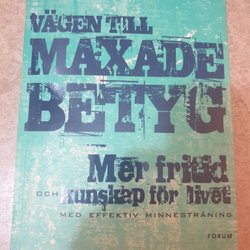 VÄGEN TILL
MAXADE
BETYG
Mer fritid
OCH kunskap för livet
MED EFFEKTIV MINNESTRÄNING
FORUM